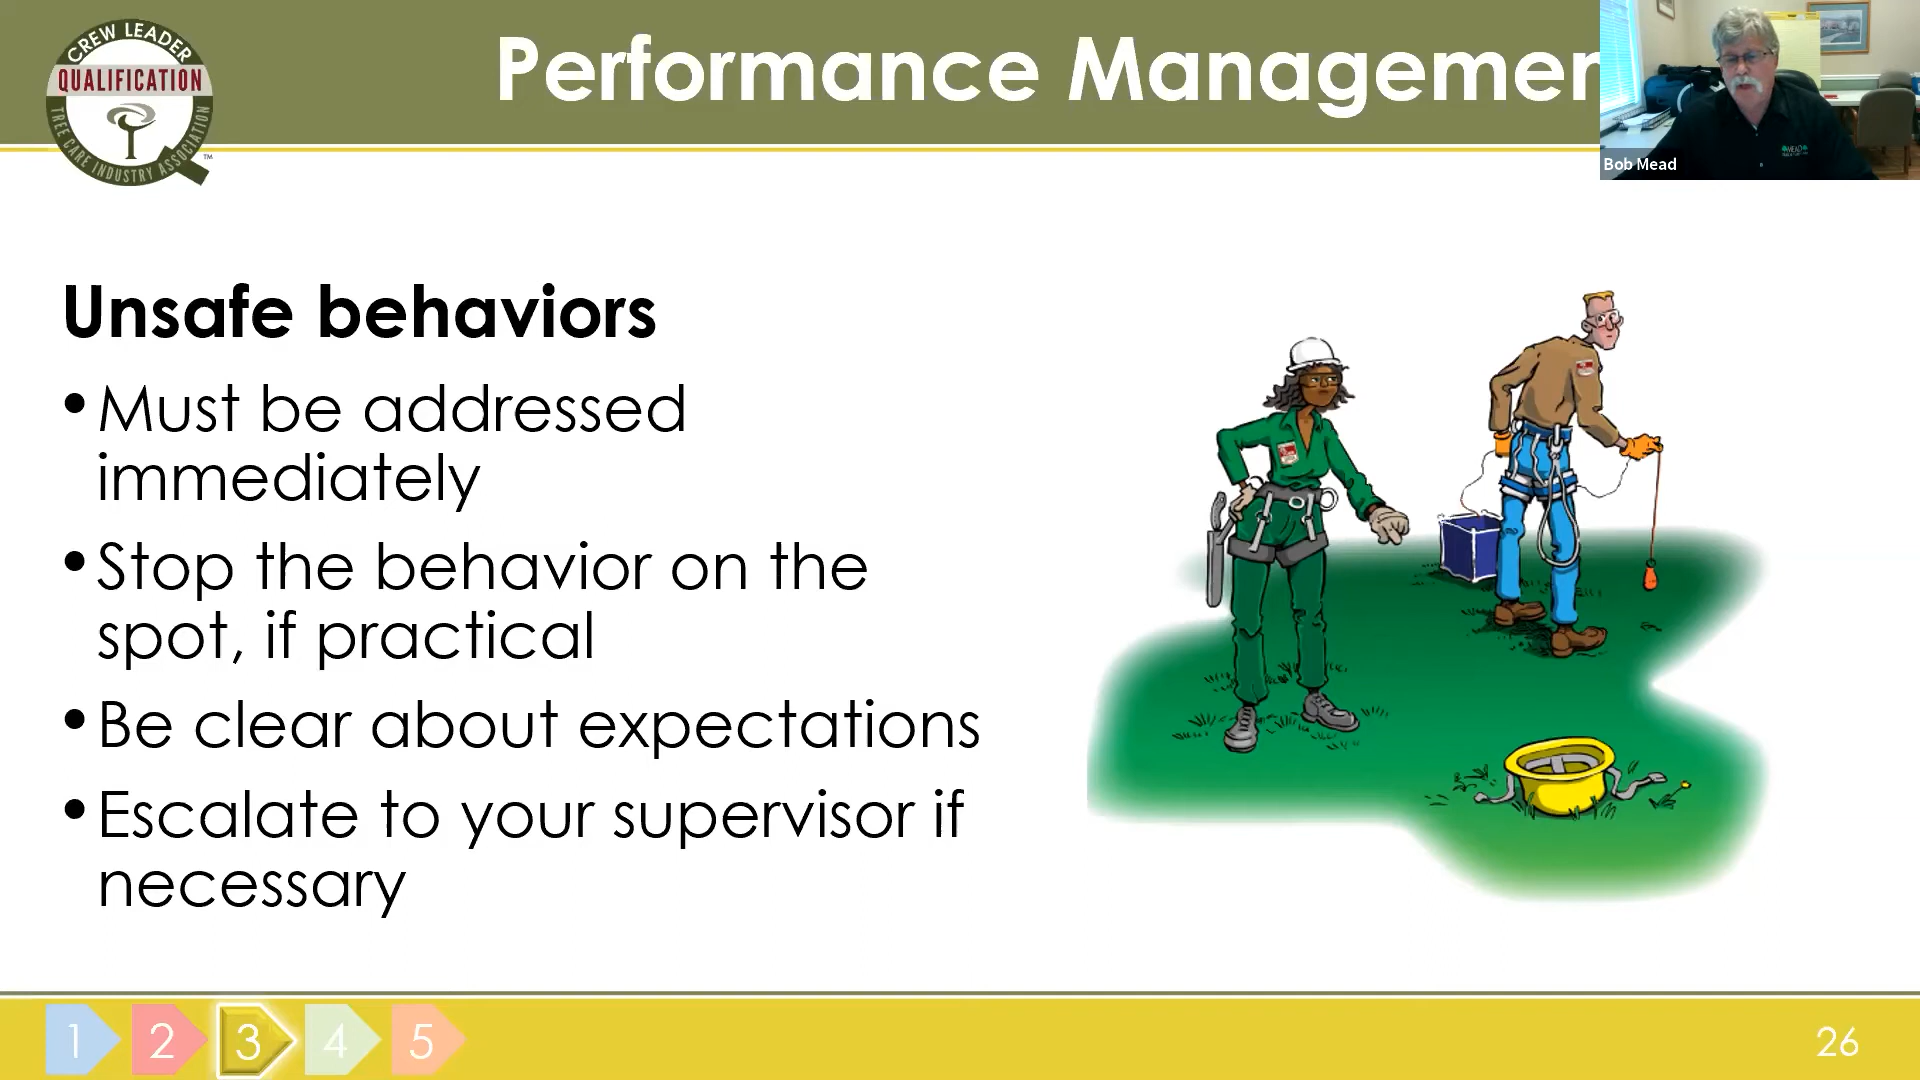 CREW LEADER
QUALIFICATION
TREE CARE INDUSTRY ASSOCIATION
™
Performance Managemen
Bob Mead
MEAD
Unsafe behaviors
• Must be addressed
immediately
• Stop the behavior on the
spot, if practical
• Be clear about expectations
• Escalate to your supervisor if
necessary
1 2 3 4 5
26